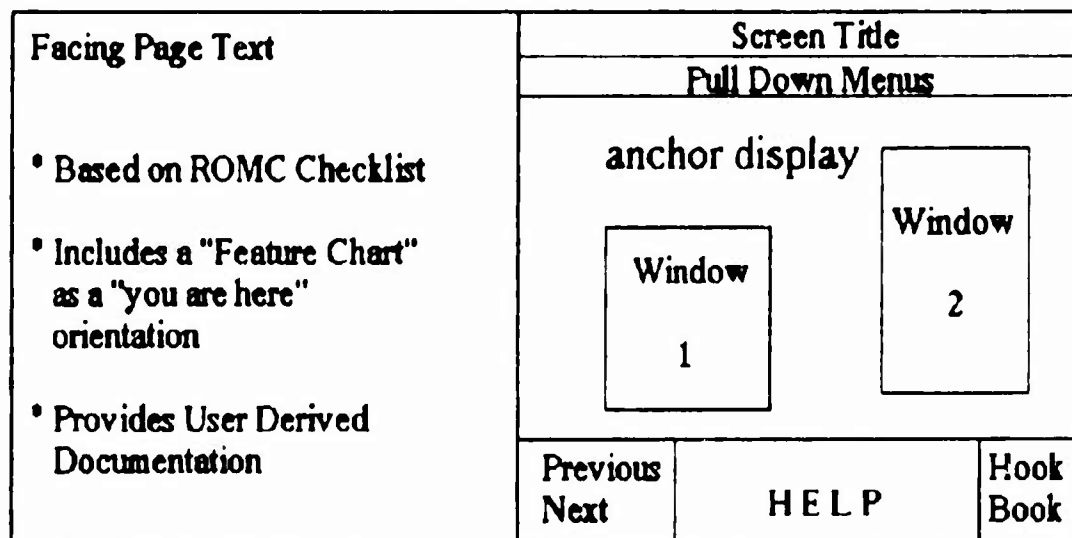 Facing Page Text
* Based on ROMC Checklist
* Includes a "Feature Chart"
as a "you are here"
orientation
* Provides User Derived
Documentation
Screen Title
Pull Down Menus
anchor display
Window
1
Window
2
Previous
Next
HELP
Hook
Book